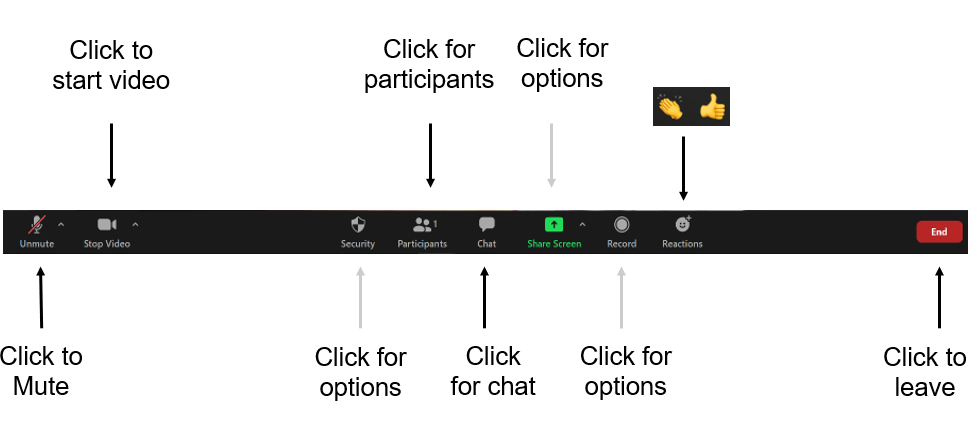 Click to
start video
Click for
participants
Click for
options
Unmute
Stop Video
Security
Participants
1
Chat
Share Screen
Record
Reactions
End
Click to
Mute
Click for
options
Click
for chat
Click for
options
Click to
leave